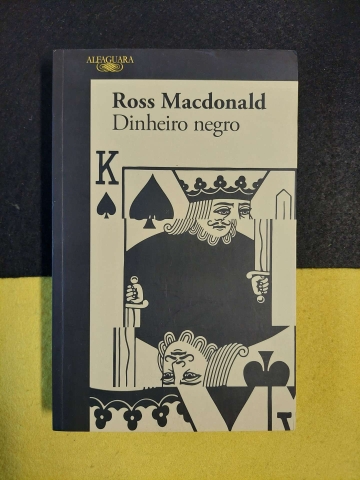 ALFAGUARA
Ross Macdonald
Dinheiro negro
K